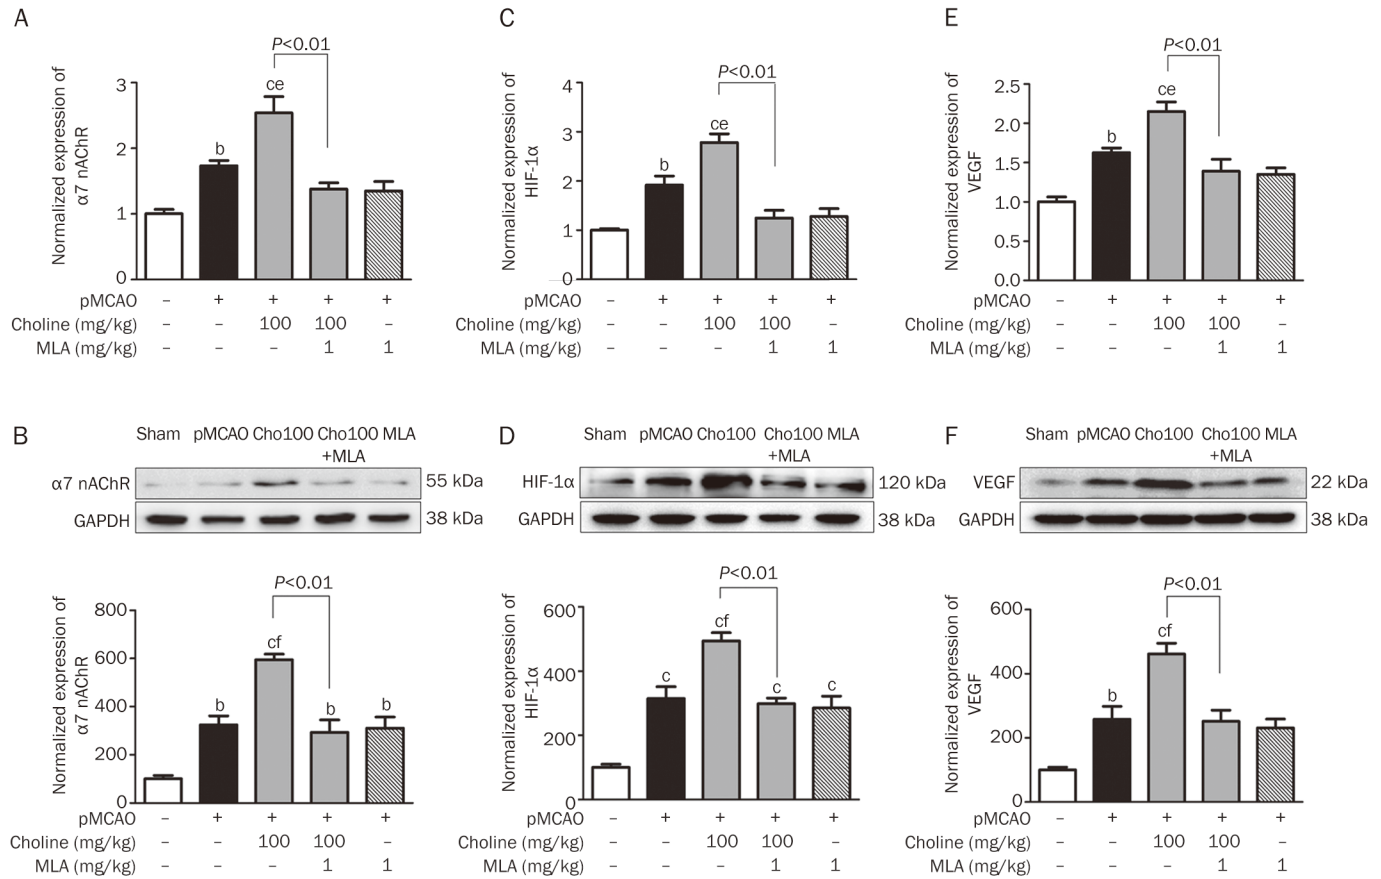 A
P<0.01
Normalized expression of
α7 nAChR
3
2
1
0
b
ce
pMCAO – + + + +
Choline (mg/kg) – – 100 100 –
MLA (mg/kg) – – – 1 1
C
P<0.01
Normalized expression of
HIF-1α
4
3
2
1
0
b
ce
pMCAO – + + + +
Choline (mg/kg) – – 100 100 –
MLA (mg/kg) – – – 1 1
E
P<0.01
Normalized expression of
VEGF
2.5
2.0
1.5
1.0
0.5
0.0
b
ce
pMCAO – + + + +
Choline (mg/kg) – – 100 100 –
MLA (mg/kg) – – – 1 1
B
Sham pMCAO Cho100 Cho100 MLA
+MLA
α7 nAChR 55 kDa
GAPDH 38 kDa
P<0.01
Normalized expression of
α7 nAChR
800
600
400
200
0
b
cf
b
b
pMCAO – + + + +
Choline (mg/kg) – – 100 100 –
MLA (mg/kg) – – – 1 1
D
Sham pMCAO Cho100 Cho100 MLA
+MLA
HIF-1α 120 kDa
GAPDH 38 kDa
P<0.01
Normalized expression of
HIF-1α
600
400
200
0
c
cf
c
c
pMCAO – + + + +
Choline (mg/kg) – – 100 100 –
MLA (mg/kg) – – – 1 1
F
Sham pMCAO Cho100 Cho100 MLA
+MLA
VEGF 22 kDa
GAPDH 38 kDa
P<0.01
Normalized expression of
VEGF
600
400
200
0
b
cf
pMCAO – + + + +
Choline (mg/kg) – – 100 100 –
MLA (mg/kg) – – – 1 1